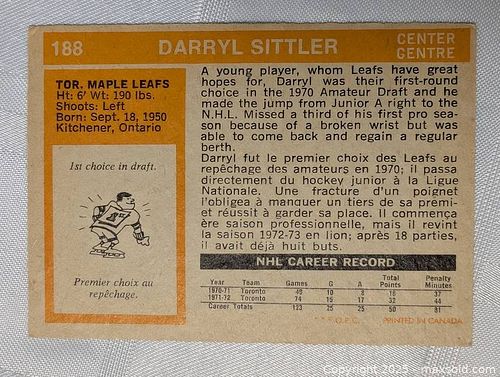 188 DARRYL SITTLER CENTER
CENTRE
TOR. MAPLE LEAFS
Ht: 6' Wt: 190 lbs.
Shoots: Left
Born: Sept. 18, 1950
Kitchener, Ontario
1st choice in draft.
Premier choix au
repêchage.
A young player, whom Leafs have great
hopes for, Darryl was their first-round
choice in the 1970 Amateur Draft and he
made the jump from Junior A right to the
N.H.L. Missed a third of his first pro sea-
son because of a broken wrist but was
able to come back and regain a regular
berth.
Darryl fut le premier choix des Leafs au
repêchage des amateurs en 1970; il passa
directement du hockey junior à la Ligue
Nationale. Une fracture d'un poignet
l'obligea à manquer un tiers de sa premi-
et réussit à garder sa place. Il commença
ère saison professionnelle, mais il revint
la saison 1972-73 en lion; après 18 parties,
il avait déjà huit buts.
NHL CAREER RECORD
Year Team Games G A Total Points Penalty Minutes
1970-71 Toronto 10 8 37
1971-72 Toronto 74 15 17 32 44
Career Totals 25 25 50 81
O.P.C. PRINTED IN CANADA
Copyright 2025 - maxsold.com